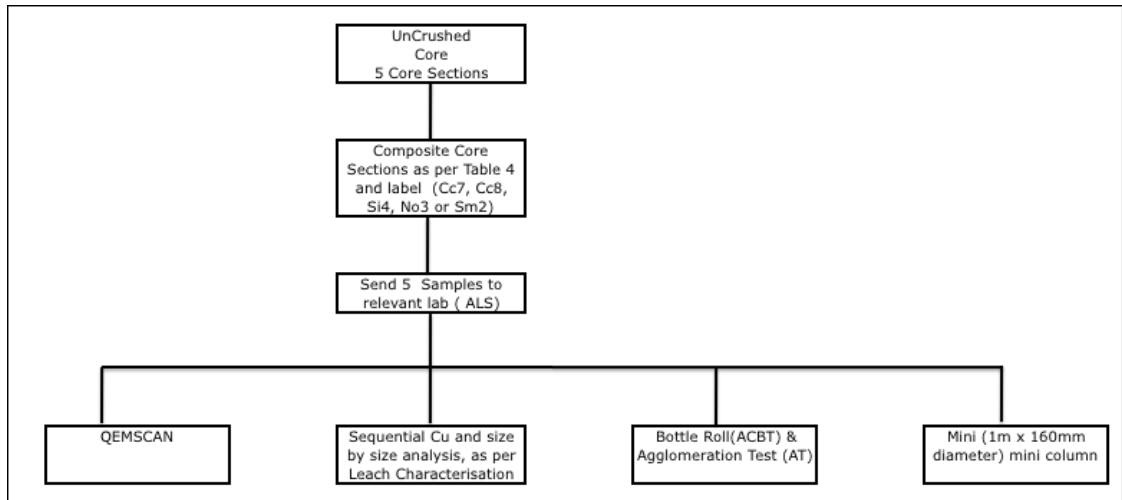 UnCrushed
Core
5 Core Sections
Composite Core
Sections as per Table 4
and label (Cc7, Cc8,
Si4, No3 or Sm2)
Send 5 Samples to
relevant lab ( ALS)
QEMSCAN
Sequential Cu and size
by size analysis, as per
Leach Characterisation
Bottle Roll(ACBT) &
Agglomeration Test (AT)
Mini (1m x 160mm
diameter) mini column